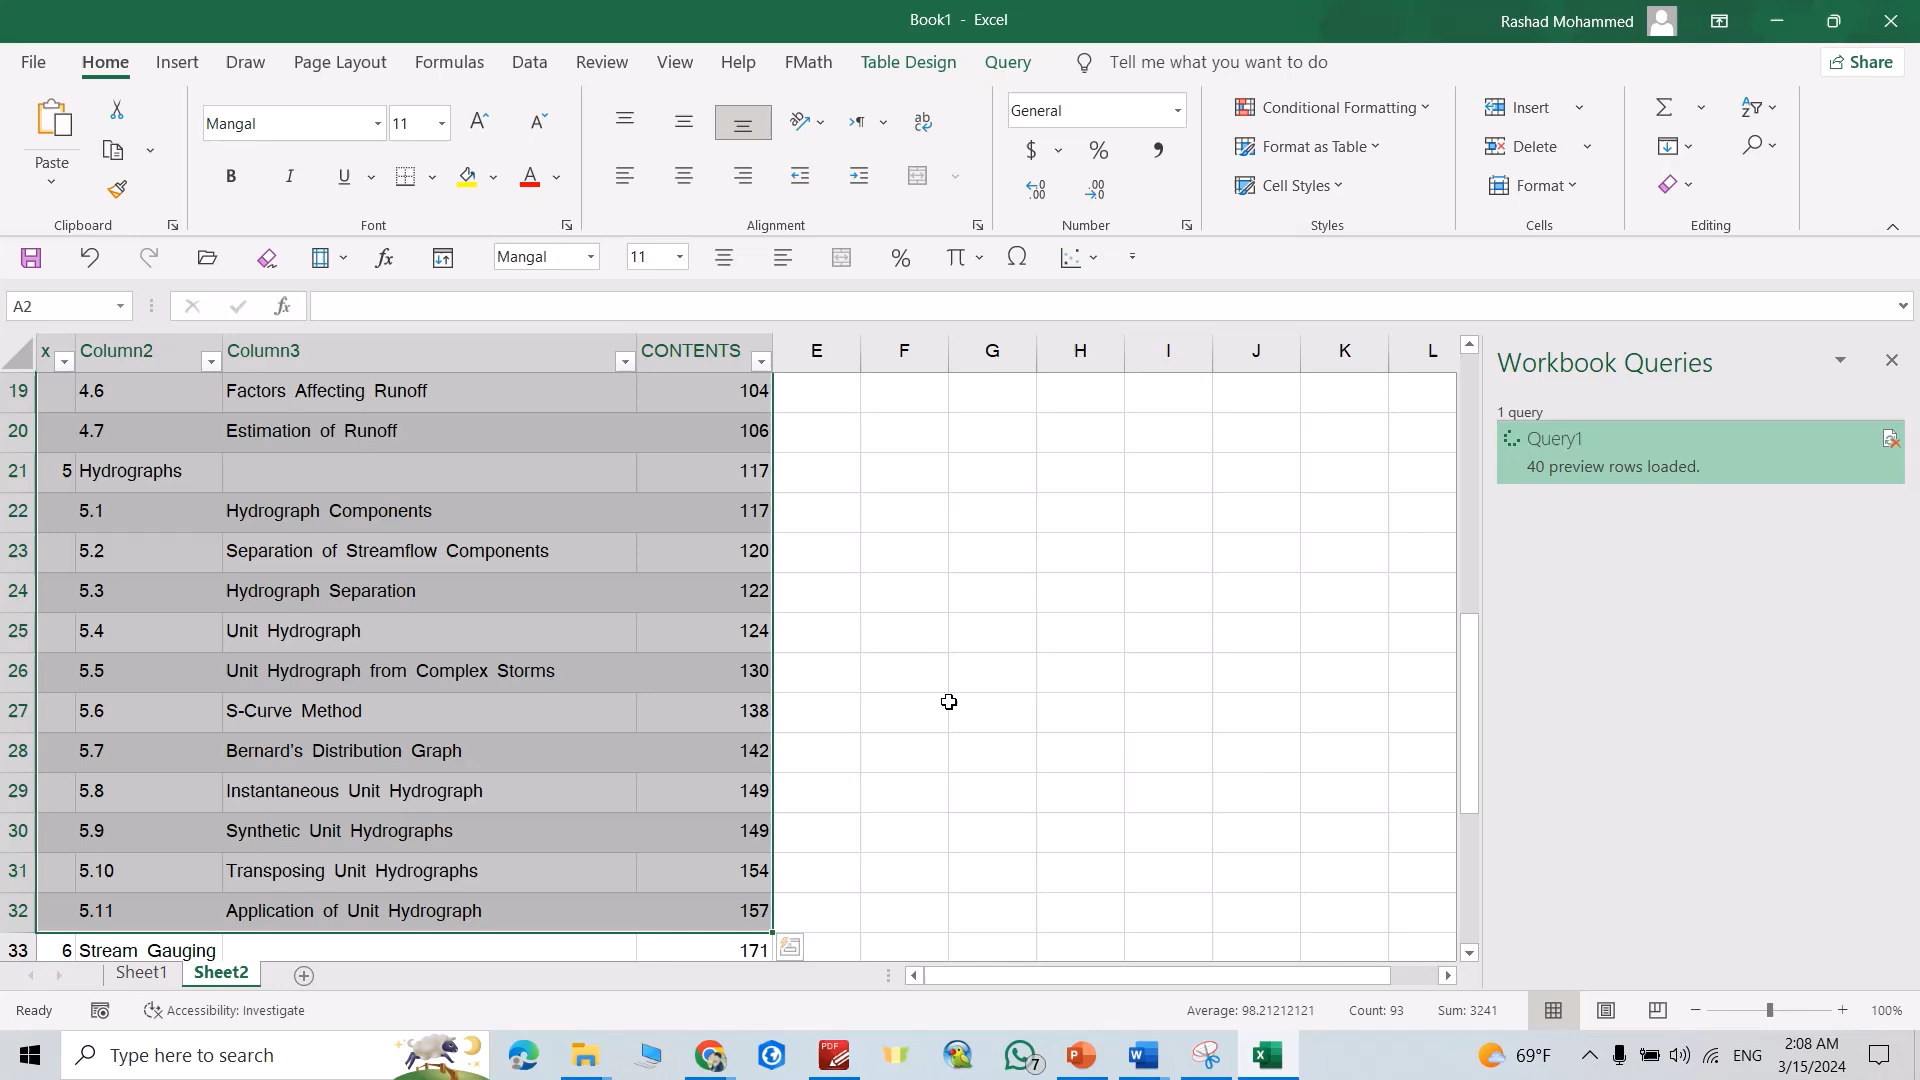 Book1 - Excel
Rashad Mohammed
File Home Insert Draw Page Layout Formulas Data Review View Help FMath Table Design Query Tell me what you want to do Share
Mangal 11
General
Conditional Formatting
Insert
Paste
Format as Table
Delete
B I U A
$ % ,
Cell Styles
Format
Clipboard Font Alignment Number Styles Cells Editing
Mangal 11 % π Ω
A2 fx
x Column2 Column3 CONTENTS E F G H I J K L
Workbook Queries
1 query
Query1
40 preview rows loaded.
19 4.6 Factors Affecting Runoff 104
20 4.7 Estimation of Runoff 106
21 5 Hydrographs 117
22 5.1 Hydrograph Components 117
23 5.2 Separation of Streamflow Components 120
24 5.3 Hydrograph Separation 122
25 5.4 Unit Hydrograph 124
26 5.5 Unit Hydrograph from Complex Storms 130
27 5.6 S-Curve Method 138
28 5.7 Bernard’s Distribution Graph 142
29 5.8 Instantaneous Unit Hydrograph 149
30 5.9 Synthetic Unit Hydrographs 149
31 5.10 Transposing Unit Hydrographs 154
32 5.11 Application of Unit Hydrograph 157
33 6 Stream Gauging 171
Sheet1 Sheet2
Ready Accessibility: Investigate Average: 98.21212121 Count: 93 Sum: 3241 100%
Type here to search 7 69°F ENG 2:08 AM
3/15/2024